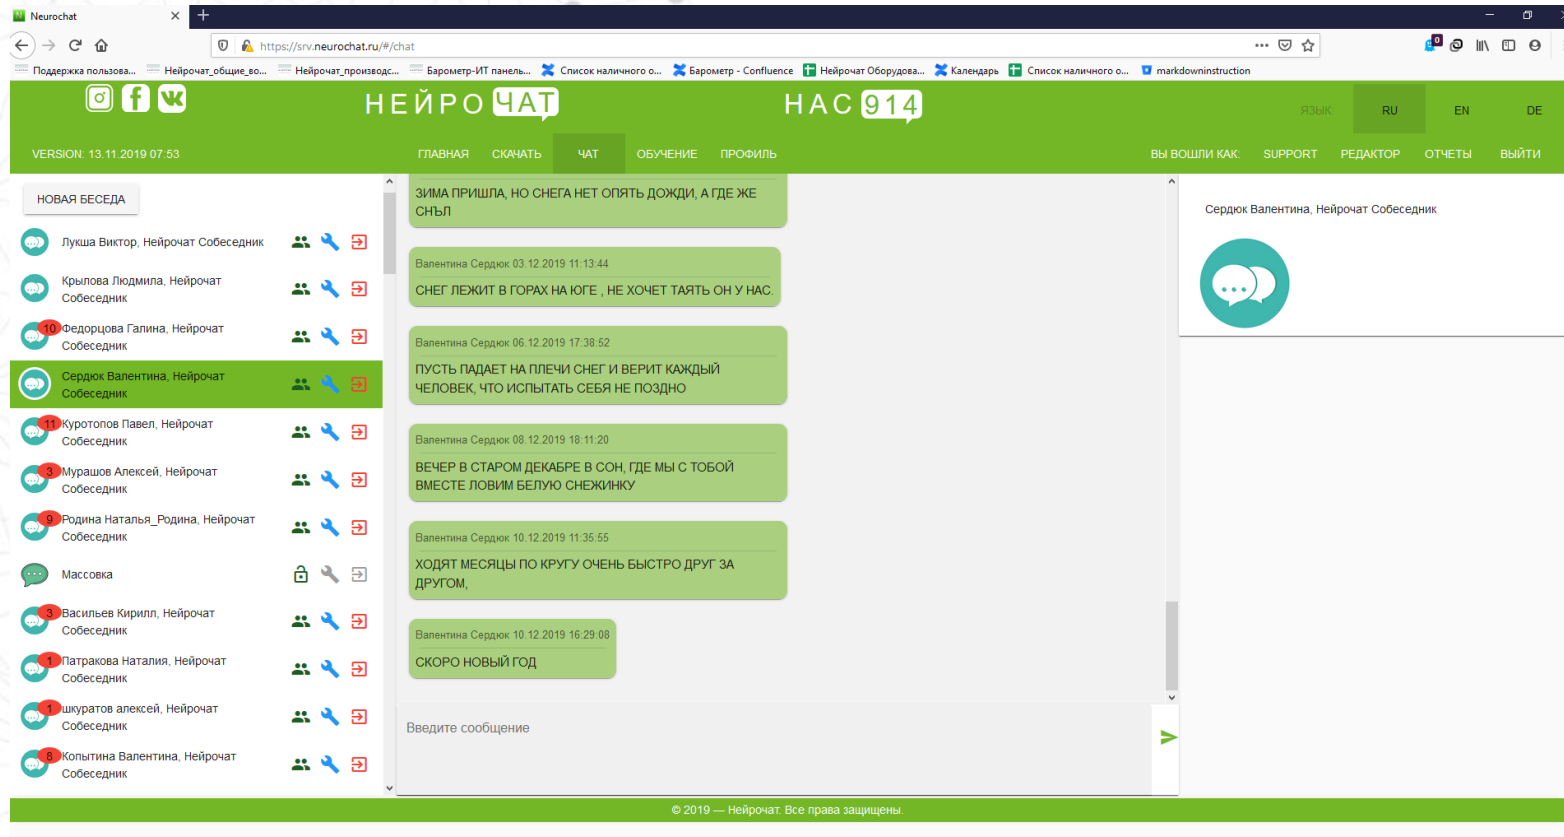 Neurochat
https://srv.neurochat.ru/#/chat
Поддержка пользова... Нейрочат_общие_во... Нейрочат_производс... Барометр-ИТ панель... Список наличного о... Барометр - Confluence Нейрочат Оборудова... Календарь Список наличного о... markdowninstruction
НЕЙРО ЧАТ НАС 914
ЯЗЫК: RU EN DE
VERSION: 13.11.2019 07:53
ГЛАВНАЯ СКАЧАТЬ ЧАТ ОБУЧЕНИЕ ПРОФИЛЬ
ВЫ ВОШЛИ КАК: SUPPORT РЕДАКТОР ОТЧЕТЫ ВЫЙТИ
НОВАЯ БЕСЕДА
Лукша Виктор, Нейрочат Собеседник
Крылова Людмила, Нейрочат
Собеседник
10 Федорцова Галина, Нейрочат
Собеседник
Сердюк Валентина, Нейрочат
Собеседник
11 Куротопов Павел, Нейрочат
Собеседник
3 Мурашов Алексей, Нейрочат
Собеседник
9 Родина Наталья_Родина, Нейрочат
Собеседник
Массовка
3 Васильев Кирилл, Нейрочат
Собеседник
1 Патракова Наталия, Нейрочат
Собеседник
1 шкуратов алексей, Нейрочат
Собеседник
8 Копытина Валентина, Нейрочат
Собеседник
ЗИМА ПРИШЛА, НО СНЕГА НЕТ ОПЯТЬ ДОЖДИ, А ГДЕ ЖЕ
СНЪЛ
Валентина Сердюк 03.12.2019 11:13:44
СНЕГ ЛЕЖИТ В ГОРАХ НА ЮГЕ , НЕ ХОЧЕТ ТАЯТЬ ОН У НАС.
Валентина Сердюк 06.12.2019 17:38:52
ПУСТЬ ПАДАЕТ НА ПЛЕЧИ СНЕГ И ВЕРИТ КАЖДЫЙ
ЧЕЛОВЕК, ЧТО ИСПЫТАТЬ СЕБЯ НЕ ПОЗДНО
Валентина Сердюк 08.12.2019 18:11:20
ВЕЧЕР В СТАРОМ ДЕКАБРЕ В СОН, ГДЕ МЫ С ТОБОЙ
ВМЕСТЕ ЛОВИМ БЕЛУЮ СНЕЖИНКУ
Валентина Сердюк 10.12.2019 11:35:55
ХОДЯТ МЕСЯЦЫ ПО КРУГУ ОЧЕНЬ БЫСТРО ДРУГ ЗА
ДРУГОМ,
Валентина Сердюк 10.12.2019 16:29:08
СКОРО НОВЫЙ ГОД
Введите сообщение
Сердюк Валентина, Нейрочат Собеседник
© 2019 — Нейрочат. Все права защищены.